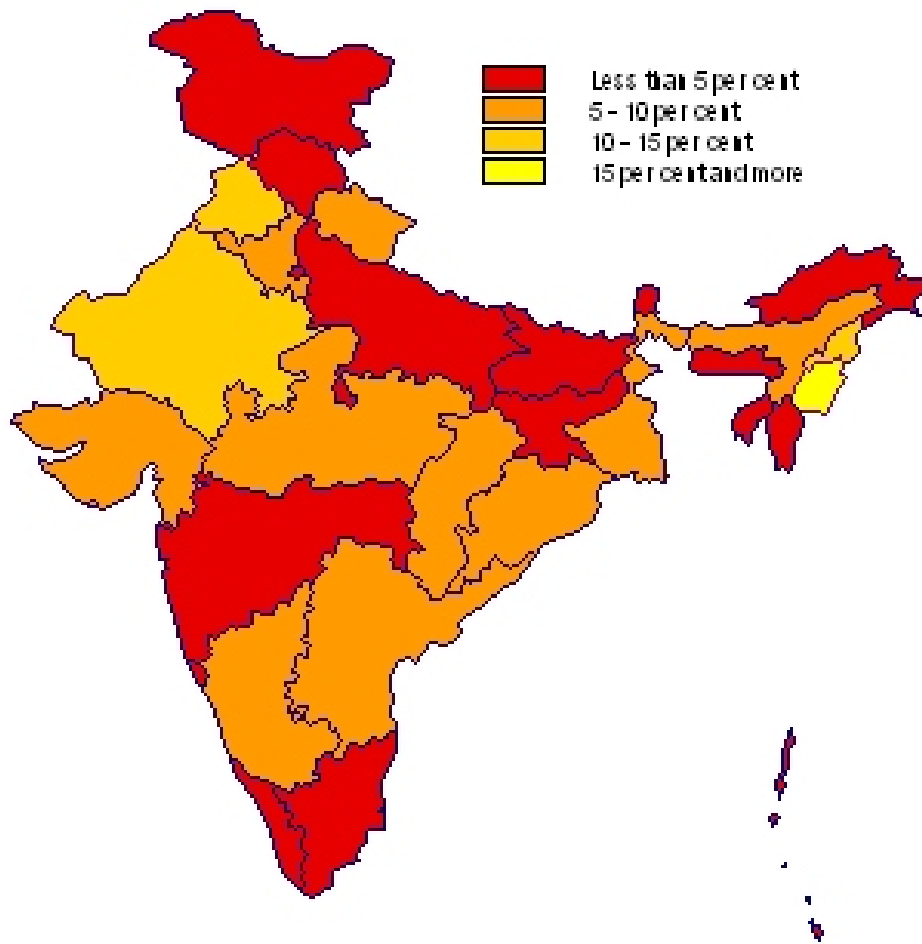 Less than 5 per cent
5 - 10 per cent
10 - 15 per cent
15 per cent and more